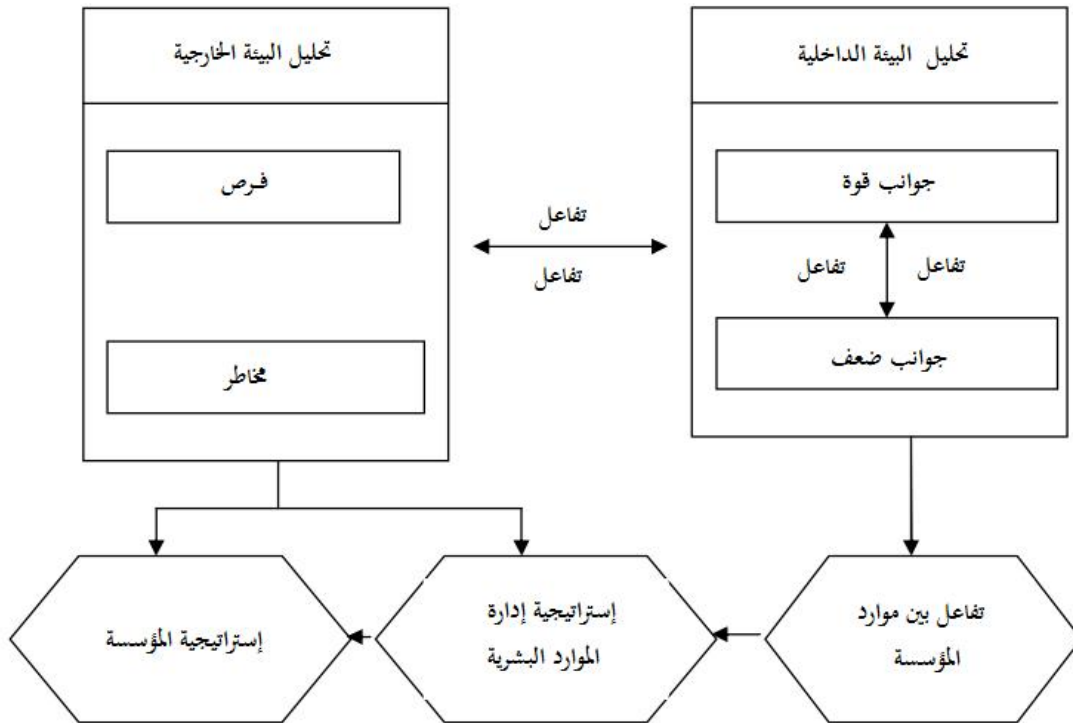 تحليل البيئة الداخلية
جوانب قوة
تفاعل
تفاعل
جوانب ضعف
تفاعل
تفاعل
تحليل البيئة الخارجية
فرص
مخاطر
تفاعل بين موارد
المؤسسة
إستراتيجية إدارة
الموارد البشرية
إستراتيجية المؤسسة